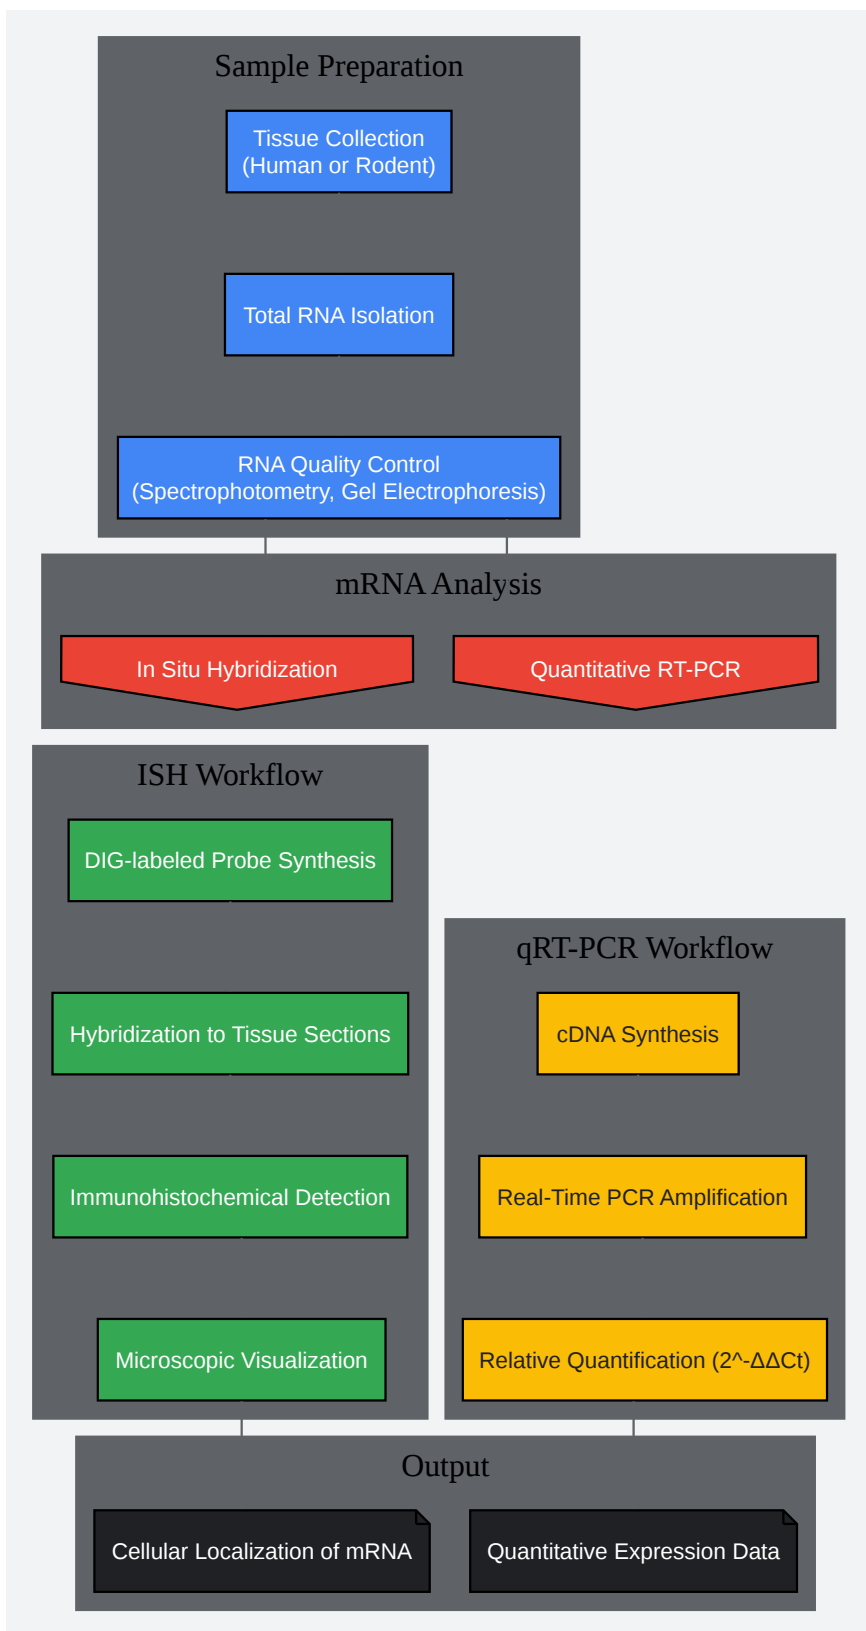 Sample Preparation
Tissue Collection
(Human or Rodent)
Total RNA Isolation
RNA Quality Control
(Spectrophotometry, Gel Electrophoresis)
mRNA Analysis
In Situ Hybridization
Quantitative RT-PCR
ISH Workflow
DIG-labeled Probe Synthesis
Hybridization to Tissue Sections
Immunohistochemical Detection
Microscopic Visualization
qRT-PCR Workflow
cDNA Synthesis
Real-Time PCR Amplification
Relative Quantification (2^-ΔΔCt)
Output
Cellular Localization of mRNA
Quantitative Expression Data